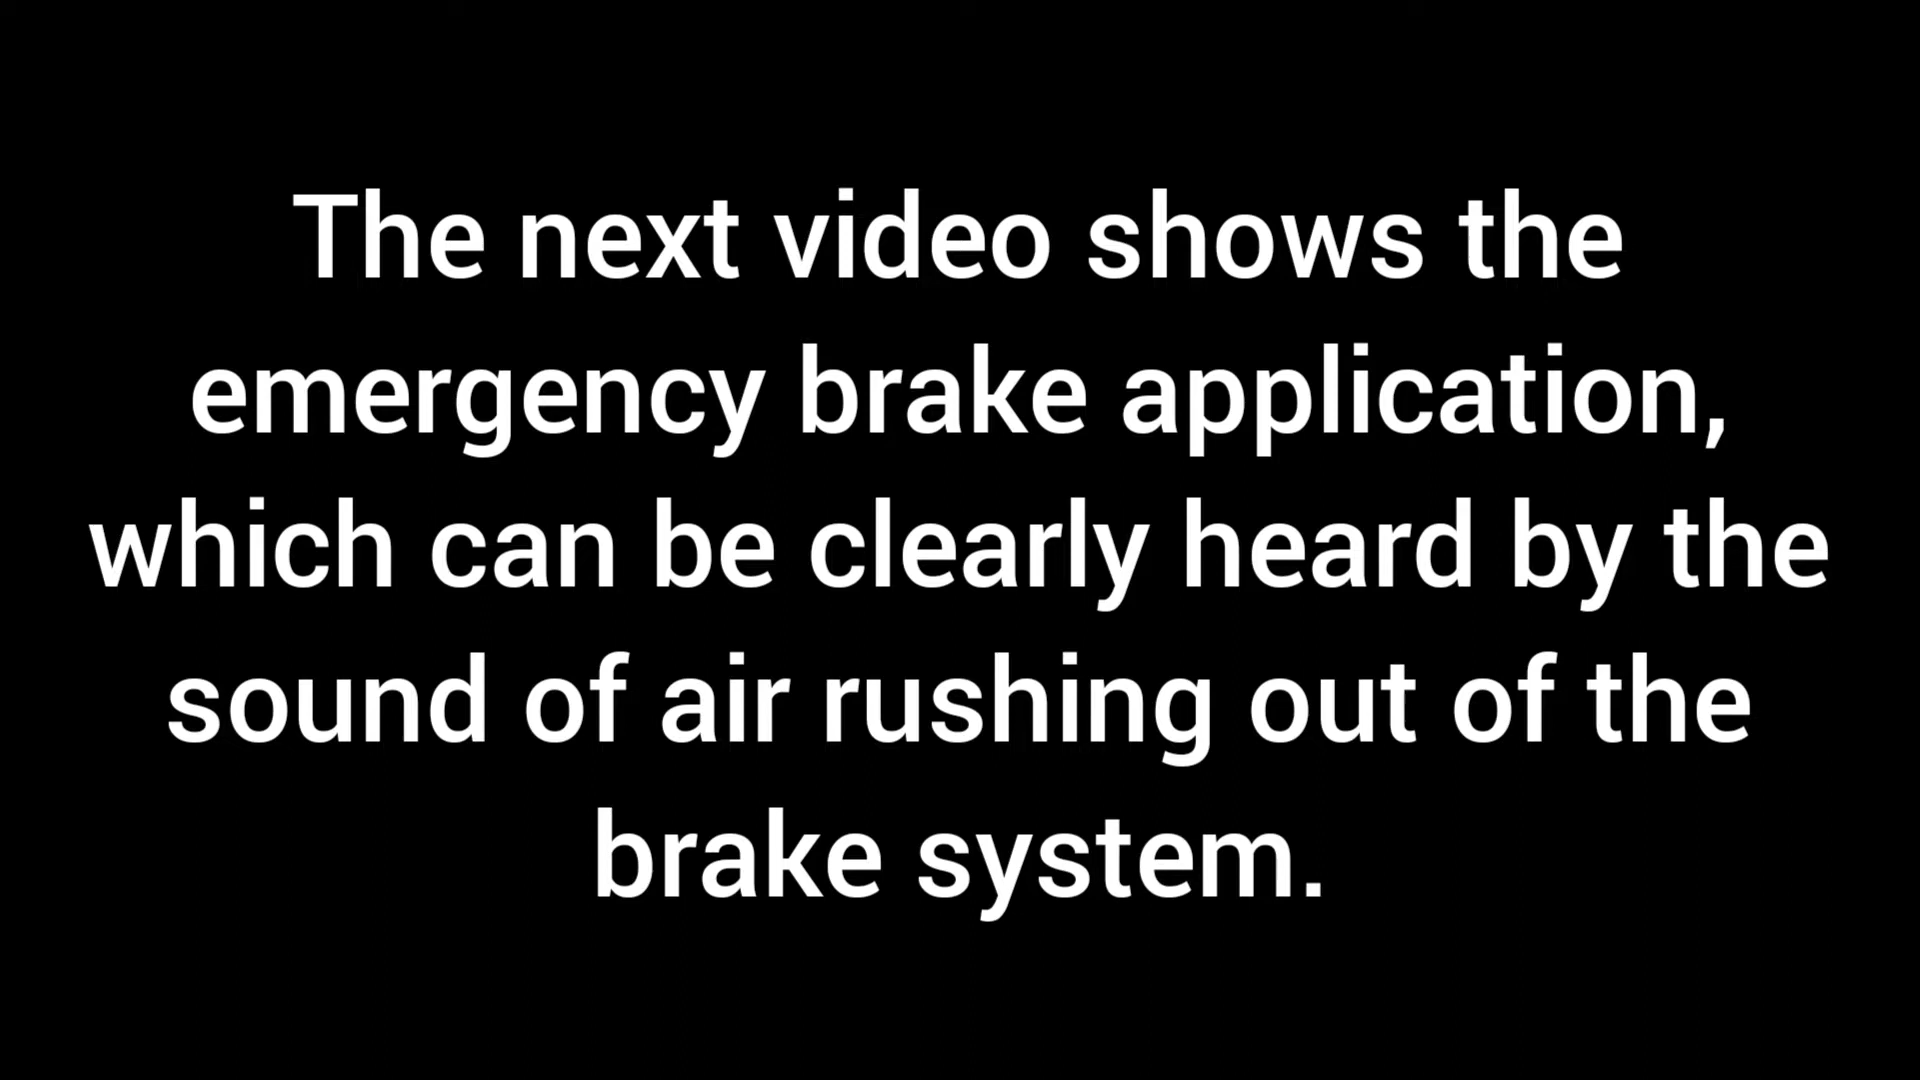 The next video shows the
emergency brake application,
which can be clearly heard by the
sound of air rushing out of the
brake system.